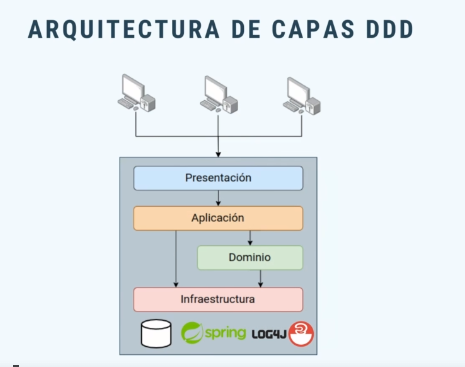 ARQUITECTURA DE CAPAS DDD
Presentación
Aplicación
Dominio
Infraestructura
spring LOG4J